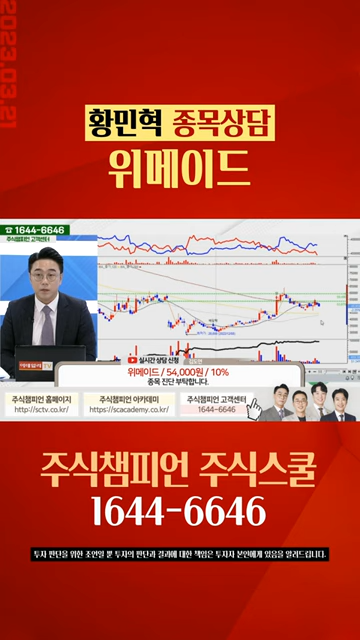 2023.03.21
황민혁 종목상담
위메이드
☎ 1644-6646
주식챔피언 고객센터
실시간 상담 신청
위메이드 / 54,000원 / 10%
종목 진단 부탁합니다.
주식챔피언 홈페이지
http://sctv.co.kr/
주식챔피언 아카데미
https://scacademy.co.kr/
주식챔피언 고객센터
1644-6646
주식챔피언 주식스쿨
1644-6646
투자 판단을 위한 조언일 뿐 투자의 판단과 결과에 대한 책임은 투자자 본인에게 있음을 알려드립니다.